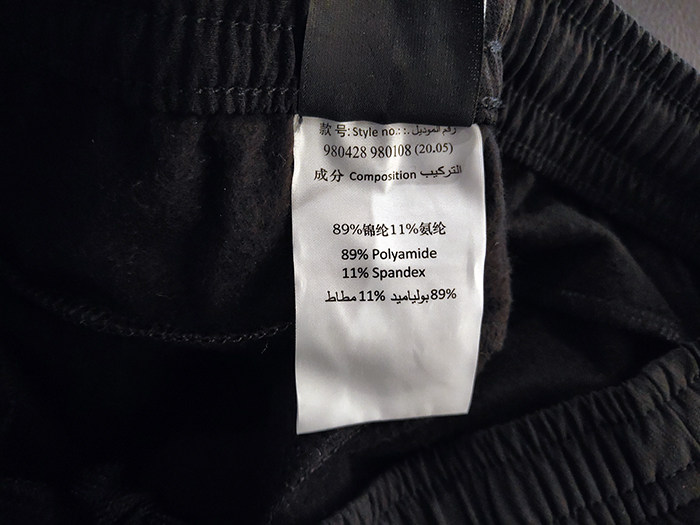 款号: Style no.: :. رقم الموديل
980428 980108 (20.05)
成分 Composition التركيب
89%锦纶11%氨纶
89% Polyamide
11% Spandex
89%بولياميد 11% مطاط